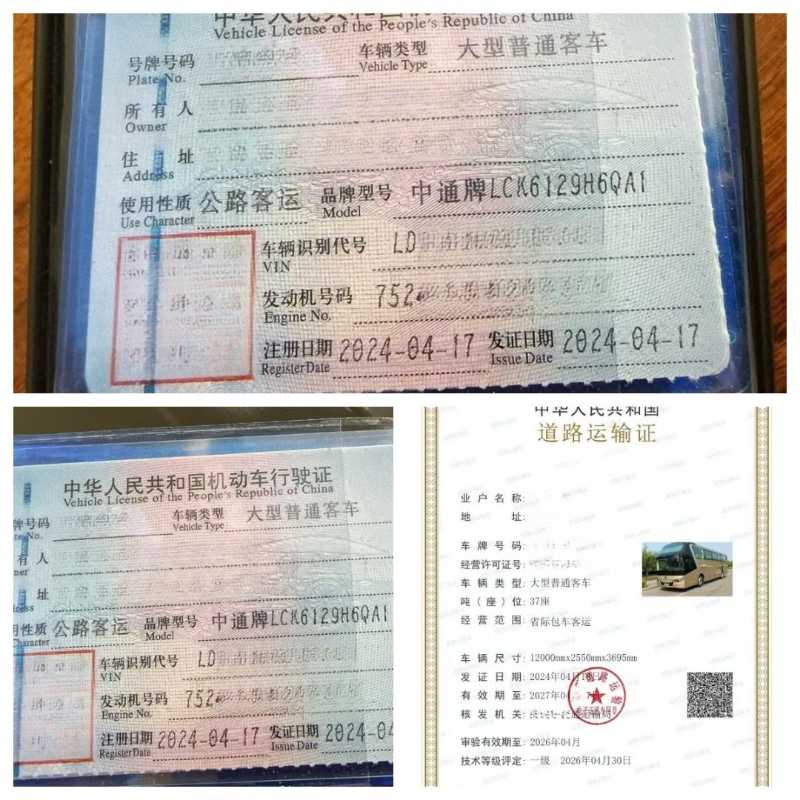 中华人民共和国
Vehicle License of the People's Republic of China
号牌号码
Plate No.
车辆类型 大型普通客车
Vehicle Type
所有人
Owner
住址
Address
使用性质 公路客运 品牌型号 中通牌LCK6129H6QA1
Use Character Model
车辆识别代号 LD
VIN
发动机号码 752
Engine No.
注册日期 2024-04-17 发证日期 2024-04-17
Register Date Issue Date
中华人民共和国机动车行驶证
Vehicle License of the People's Republic of China
牌号码 车辆类型 大型普通客车
Vehicle Type
有人
址
用性质 公路客运 品牌型号 中通牌LCK6129H6QA1
Character Model
车辆识别代号 LD
VIN
发动机号码 752
Engine No.
注册日期 2024-04-17 发证日期 2024-04
Register Date Issue Date
中华人民共和国
道路运输证
业户名称:
地址:
车牌号码:
经营许可证号:
车辆类型: 大型普通客车
吨(座)位: 37座
经营范围: 省际包车客运
车辆尺寸: 12000mmx2550mmx3695mm
发证日期: 2024年04月
有效期至: 2027年04
核发机关:
审验有效期至: 2026年04月
技术等级评定: 一级 2026年04月30日